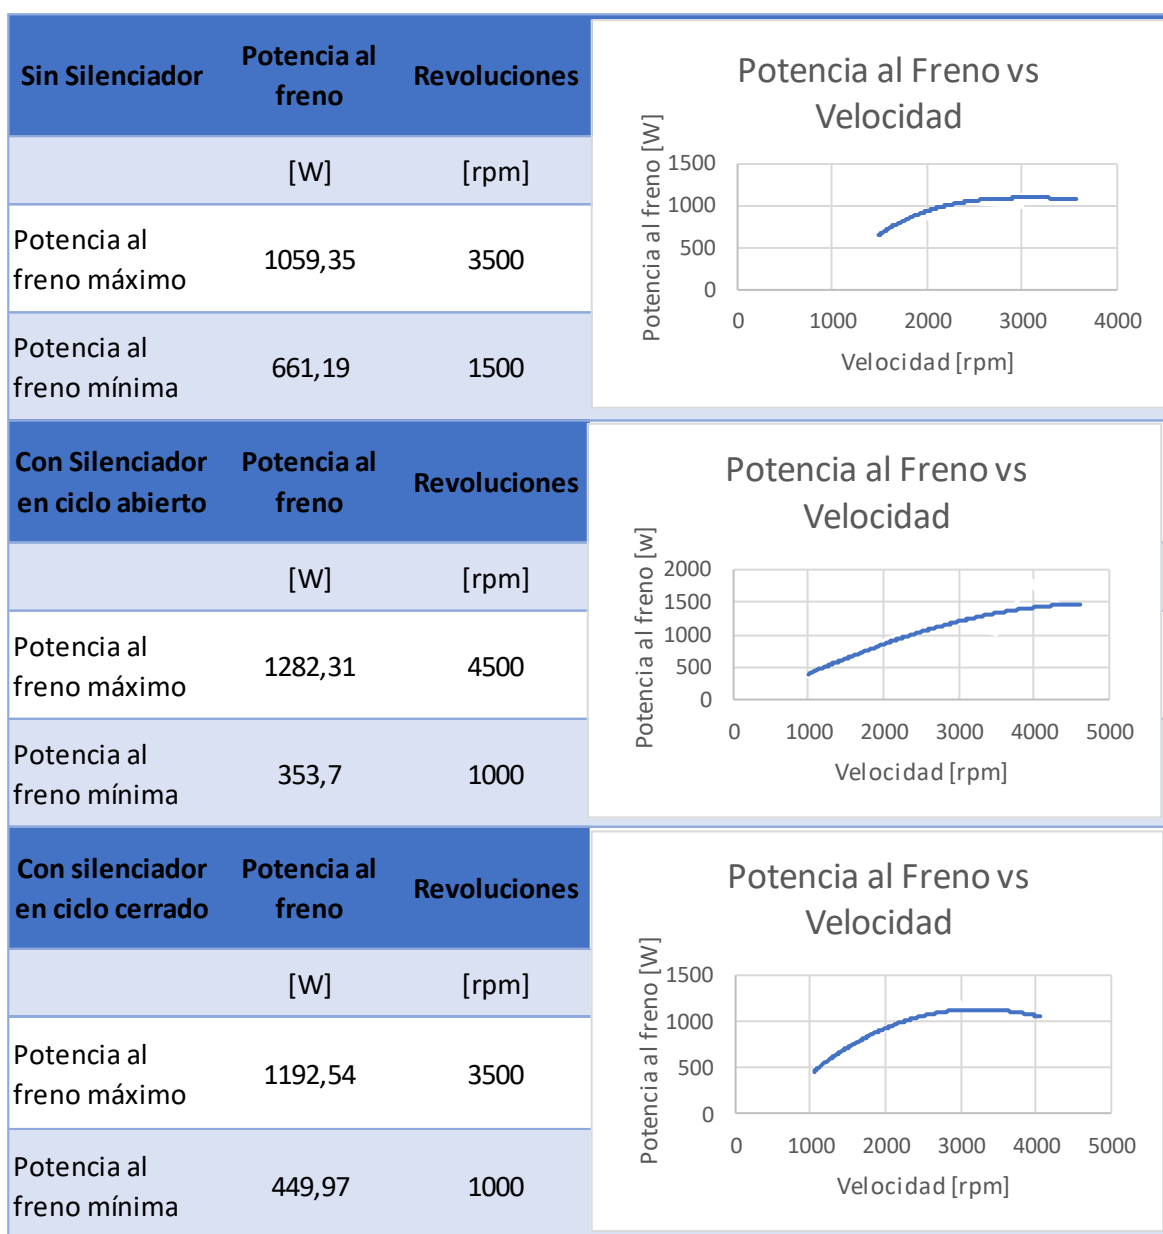 Sin Silenciador
Potencia al
freno
Revoluciones
[W]
[rpm]
Potencia al
freno máximo
1059,35
3500
Potencia al
freno mínima
661,19
1500
Potencia al Freno vs
Velocidad
Potencia al freno [W]
1500
1000
500
0
0 1000 2000 3000 4000
Velocidad [rpm]
Con Silenciador
en ciclo abierto
Potencia al
freno
Revoluciones
[W]
[rpm]
Potencia al
freno máximo
1282,31
4500
Potencia al
freno mínima
353,7
1000
Potencia al Freno vs
Velocidad
Potencia al freno [w]
2000
1500
1000
500
0
0 1000 2000 3000 4000 5000
Velocidad [rpm]
Con silenciador
en ciclo cerrado
Potencia al
freno
Revoluciones
[W]
[rpm]
Potencia al
freno máximo
1192,54
3500
Potencia al
freno mínima
449,97
1000
Potencia al Freno vs
Velocidad
Potencia al freno [W]
1500
1000
500
0
0 1000 2000 3000 4000 5000
Velocidad [rpm]